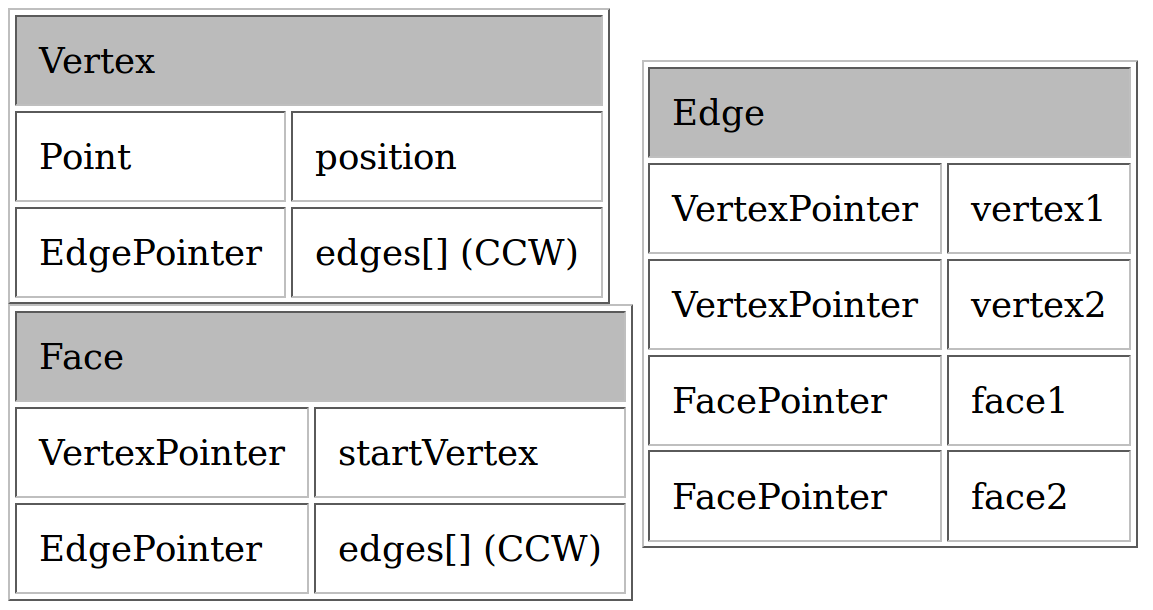 Vertex
Point position
EdgePointer edges[] (CCW)
Face
VertexPointer startVertex
EdgePointer edges[] (CCW)
Edge
VertexPointer vertex1
VertexPointer vertex2
FacePointer face1
FacePointer face2